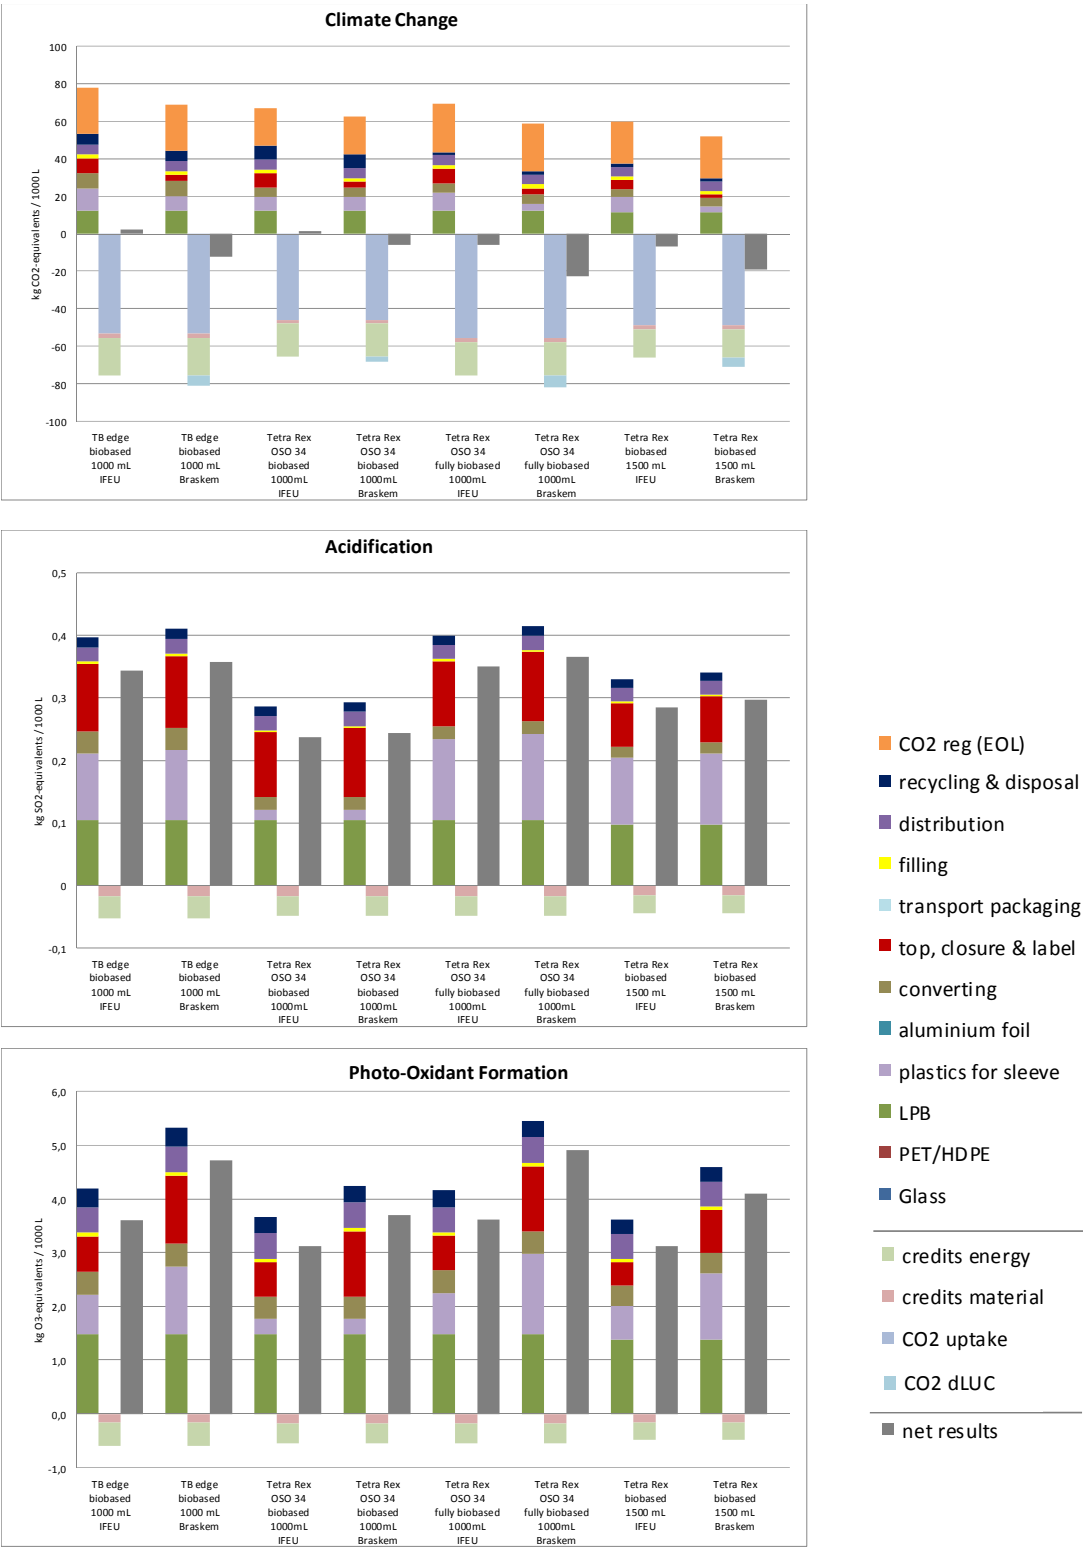 Climate Change
kg CO2-equivalents / 1000 L
100
80
60
40
20
0
-20
-40
-60
-80
-100
TB edge biobased 1000 mL IFEU
TB edge biobased 1000 mL Braskem
Tetra Rex OSO 34 biobased 1000mL IFEU
Tetra Rex OSO 34 biobased 1000mL Braskem
Tetra Rex OSO 34 fully biobased 1000mL IFEU
Tetra Rex OSO 34 fully biobased 1000mL Braskem
Tetra Rex biobased 1500 mL IFEU
Tetra Rex biobased 1500 mL Braskem
Acidification
kg SO2-equivalents / 1000 L
0,5
0,4
0,3
0,2
0,1
0
-0,1
TB edge biobased 1000 mL IFEU
TB edge biobased 1000 mL Braskem
Tetra Rex OSO 34 biobased 1000mL IFEU
Tetra Rex OSO 34 biobased 1000mL Braskem
Tetra Rex OSO 34 fully biobased 1000mL IFEU
Tetra Rex OSO 34 fully biobased 1000mL Braskem
Tetra Rex biobased 1500 mL IFEU
Tetra Rex biobased 1500 mL Braskem
Photo-Oxidant Formation
kg O3-equivalents / 1000 L
6,0
5,0
4,0
3,0
2,0
1,0
0,0
-1,0
TB edge biobased 1000 mL IFEU
TB edge biobased 1000 mL Braskem
Tetra Rex OSO 34 biobased 1000mL IFEU
Tetra Rex OSO 34 biobased 1000mL Braskem
Tetra Rex OSO 34 fully biobased 1000mL IFEU
Tetra Rex OSO 34 fully biobased 1000mL Braskem
Tetra Rex biobased 1500 mL IFEU
Tetra Rex biobased 1500 mL Braskem
CO2 reg (EOL)
recycling & disposal
distribution
filling
transport packaging
top, closure & label
converting
aluminium foil
plastics for sleeve
LPB
PET/HDPE
Glass
credits energy
credits material
CO2 uptake
CO2 dLUC
net results